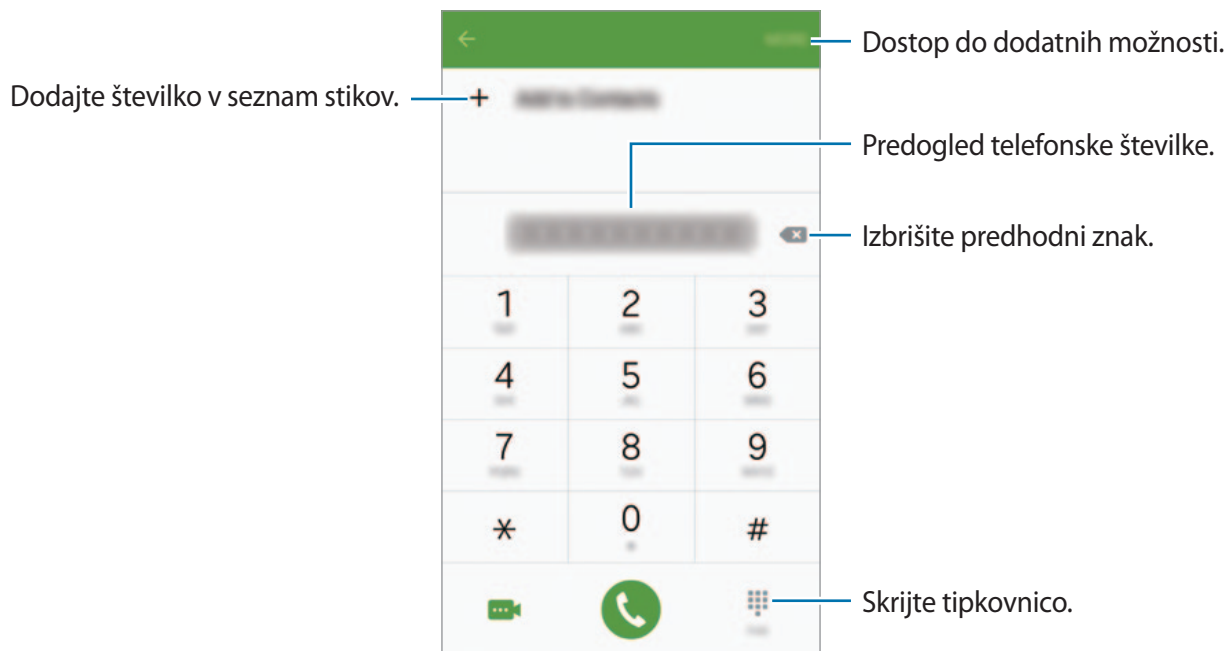 Dostop do dodatnih možnosti.
Dodajte številko v seznam stikov.
Predogled telefonske številke.
Izbrišite predhodni znak.
1 2 3
4 5 6
7 8 9
* 0 #
Skrijte tipkovnico.